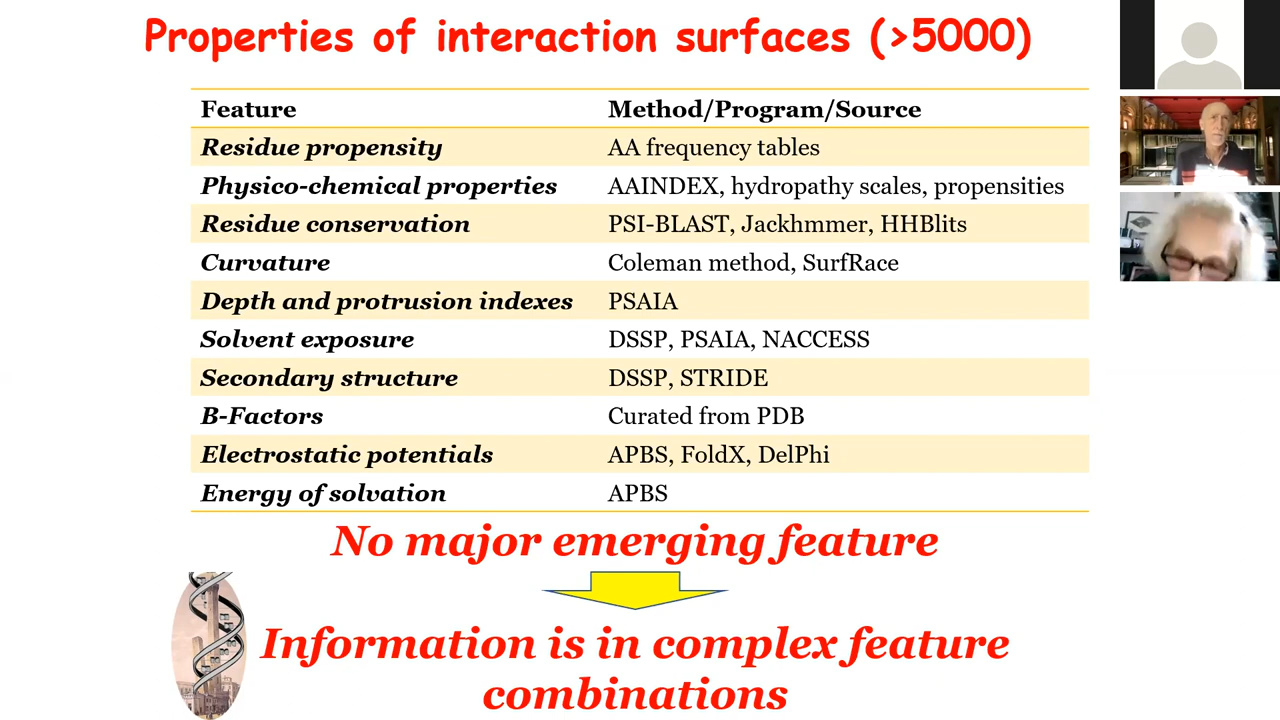 Properties of interaction surfaces (>5000)
Feature Method/Program/Source
Residue propensity AA frequency tables
Physico-chemical properties AAINDEX, hydropathy scales, propensities
Residue conservation PSI-BLAST, Jackhmmer, HHBlits
Curvature Coleman method, SurfRace
Depth and protrusion indexes PSAIA
Solvent exposure DSSP, PSAIA, NACCESS
Secondary structure DSSP, STRIDE
B-Factors Curated from PDB
Electrostatic potentials APBS, FoldX, DelPhi
Energy of solvation APBS
No major emerging feature
Information is in complex feature
combinations